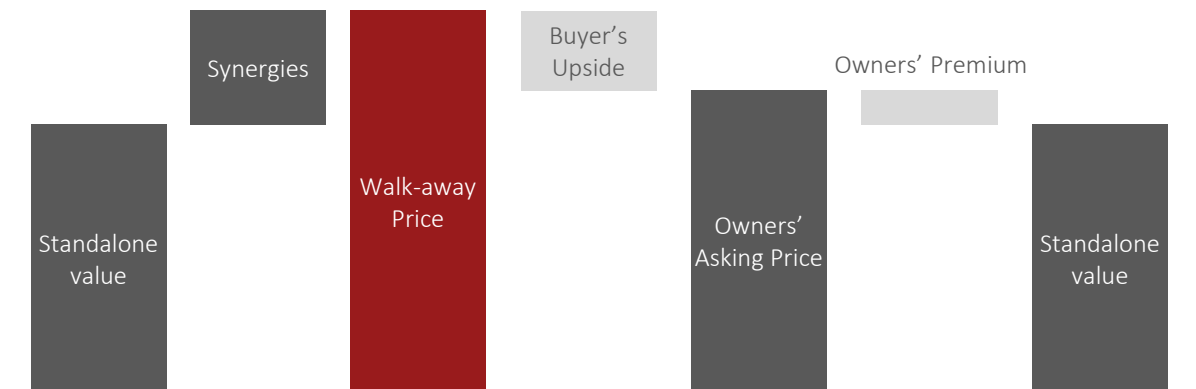 Standalone
value
Synergies
Walk-away
Price
Buyer’s
Upside
Owners’
Asking Price
Owners’ Premium
Standalone
value